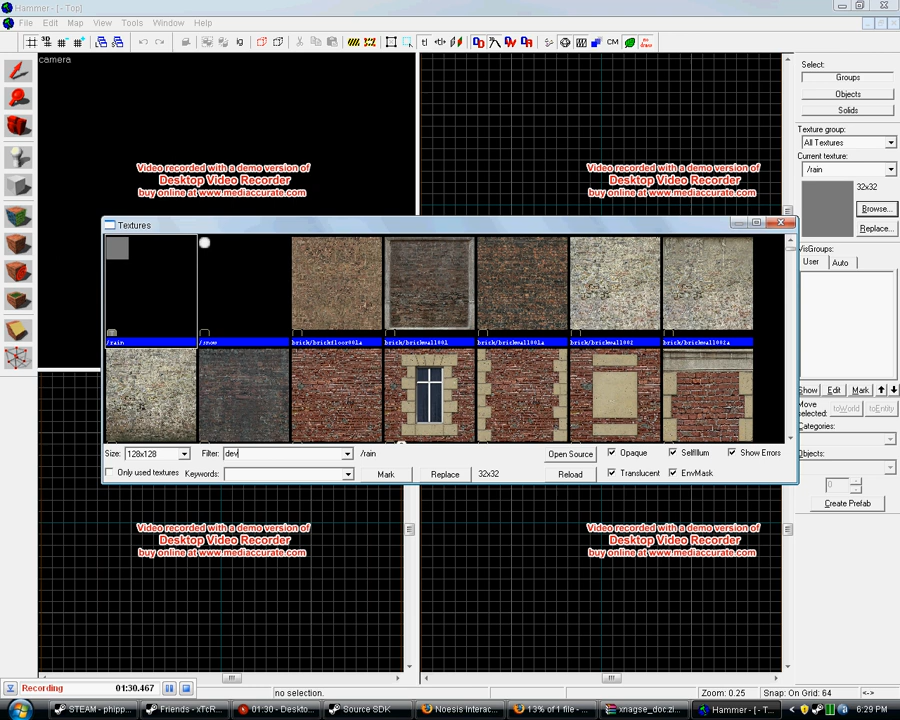 Hammer - [- Top]
File Edit Map View Tools Window Help
camera
Video recorded with a demo version of
Desktop Video Recorder
buy online at www.mediaccurate.com
Video recorded with a demo version of
Desktop Video Recorder
buy online at www.mediaccurate.com
Select:
Groups
Objects
Solids
Texture group:
All Textures
Current texture:
/rain
32x32
Browse...
Replace...
VisGroups:
User Auto
Show Edit Mark
Move selected:
toWorld toEntity
Categories:
Objects:
0
Create Prefab
Textures
/rain /snow brick/brickfloor001a brick/brickwall001 brick/brickwall001a brick/brickwall002 brick/brickwall002a
Size: 128x128 Filter: dev /rain Open Source Opaque SelfIllum Show Errors
Only used textures Keywords: Mark Replace 32x32 Reload Translucent EnvMask
Video recorded with a demo version of
Desktop Video Recorder
buy online at www.mediaccurate.com
Video recorded with a demo version of
Desktop Video Recorder
buy online at www.mediaccurate.com
Recording 01:30.467
no selection.
Zoom: 0.25 Snap: On Grid: 64 <->
STEAM - phipp... Friends - xTcR... 01:30 - Deskto... Source SDK Noesis Interac... 13% of 1 file - ... xnagse_doc.zi... Hammer - [- T... 6:29 PM